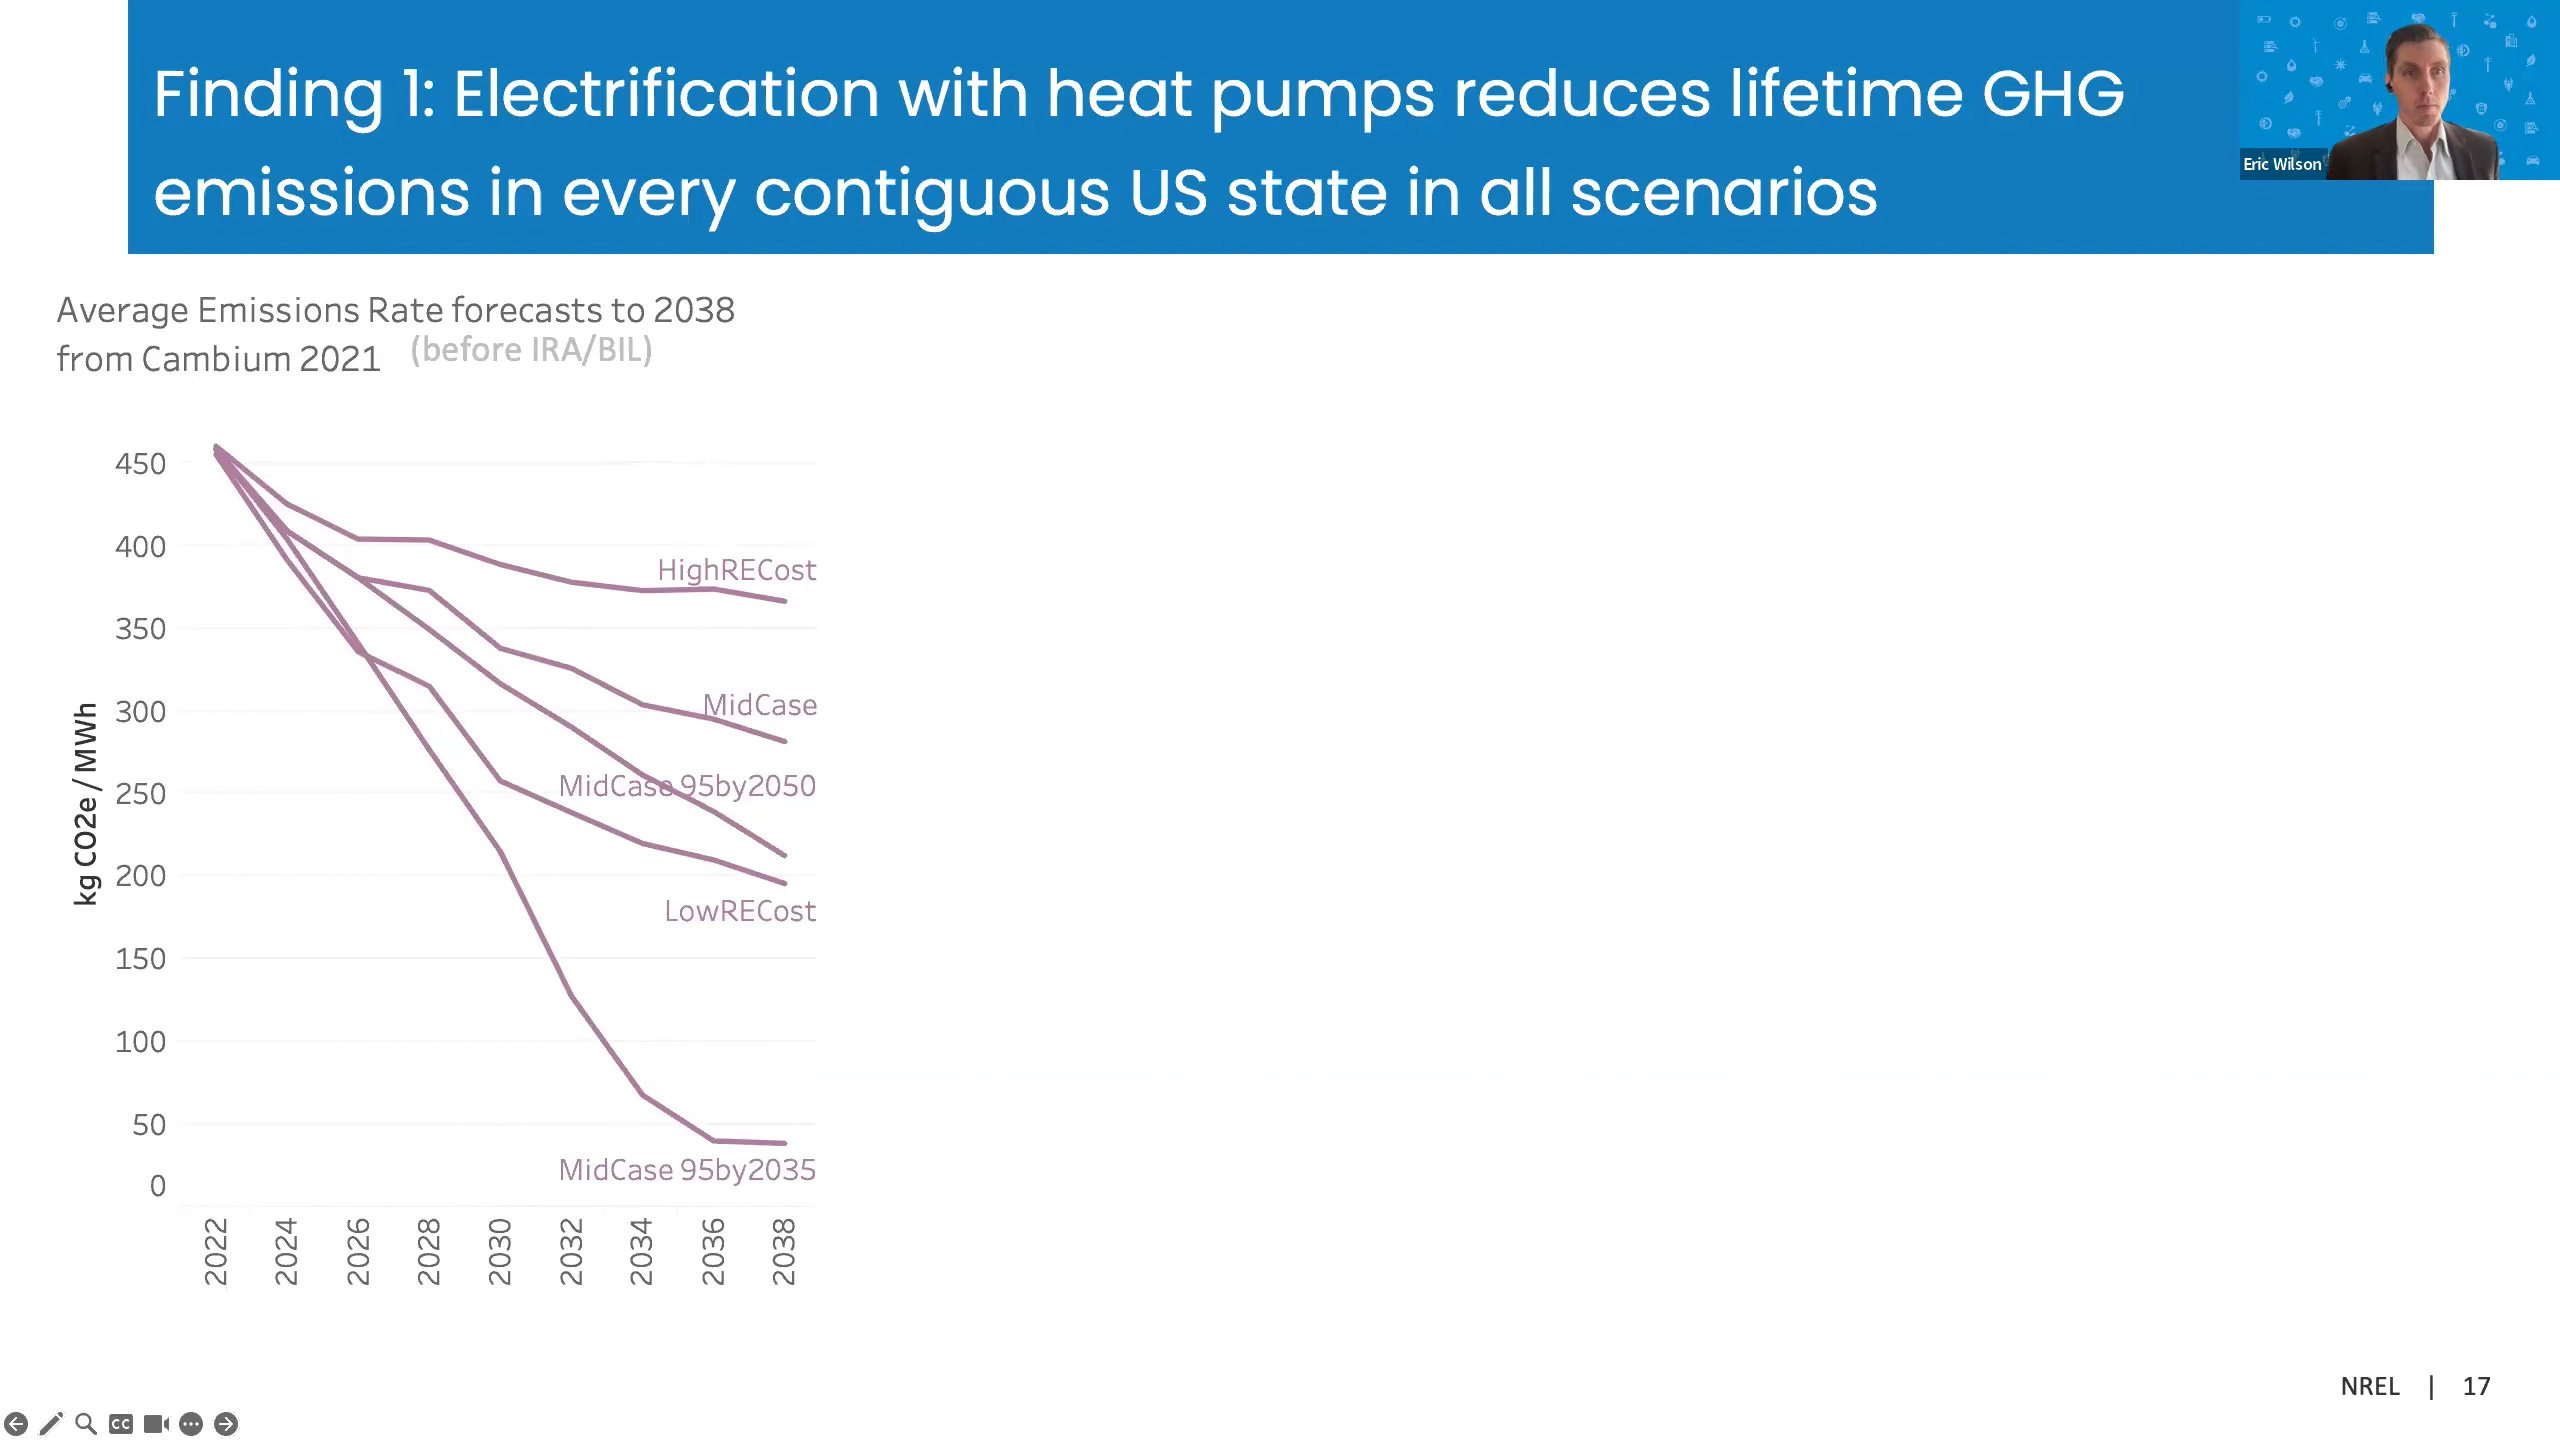 Finding 1: Electrification with heat pumps reduces lifetime GHG
emissions in every contiguous US state in all scenarios
Eric Wilson
Average Emissions Rate forecasts to 2038
from Cambium 2021 (before IRA/BIL)
kg CO2e / MWh
450
400
350
300
250
200
150
100
50
0
HighRECost
MidCase
MidCase 95by2050
LowRECost
MidCase 95by2035
2022
2024
2026
2028
2030
2032
2034
2036
2038
NREL | 17
CC